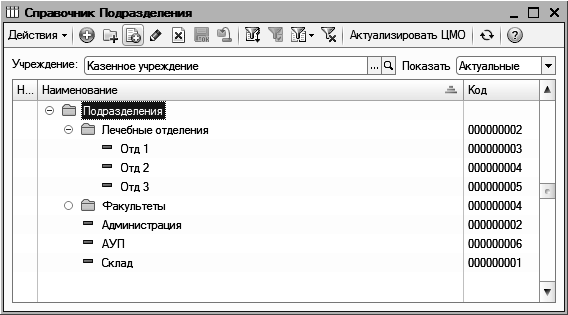 Справочник Подразделения
Действия Актуализировать ЦМО
Учреждение: Казенное учреждение ... Показать Актуальные
Н... Наименование Код
Подразделения
Лечебные отделения 000000002
Отд 1 000000003
Отд 2 000000004
Отд 3 000000005
Факультеты 000000004
Администрация 000000002
АУП 000000006
Склад 000000001